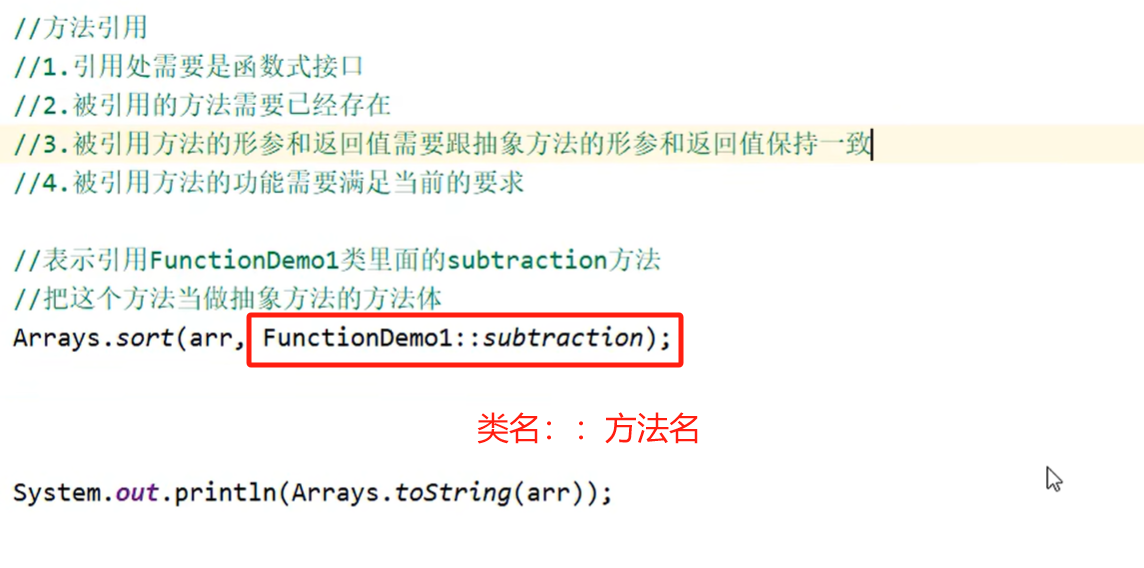 //方法引用
//1.引用处需要是函数式接口
//2.被引用的方法需要已经存在
//3.被引用方法的形参和返回值需要跟抽象方法的形参和返回值保持一致
//4.被引用方法的功能需要满足当前的要求
//表示引用FunctionDemo1类里面的subtraction方法
//把这个方法当做抽象方法的方法体
Arrays.sort(arr, FunctionDemo1::subtraction);
类名：：方法名
System.out.println(Arrays.toString(arr));